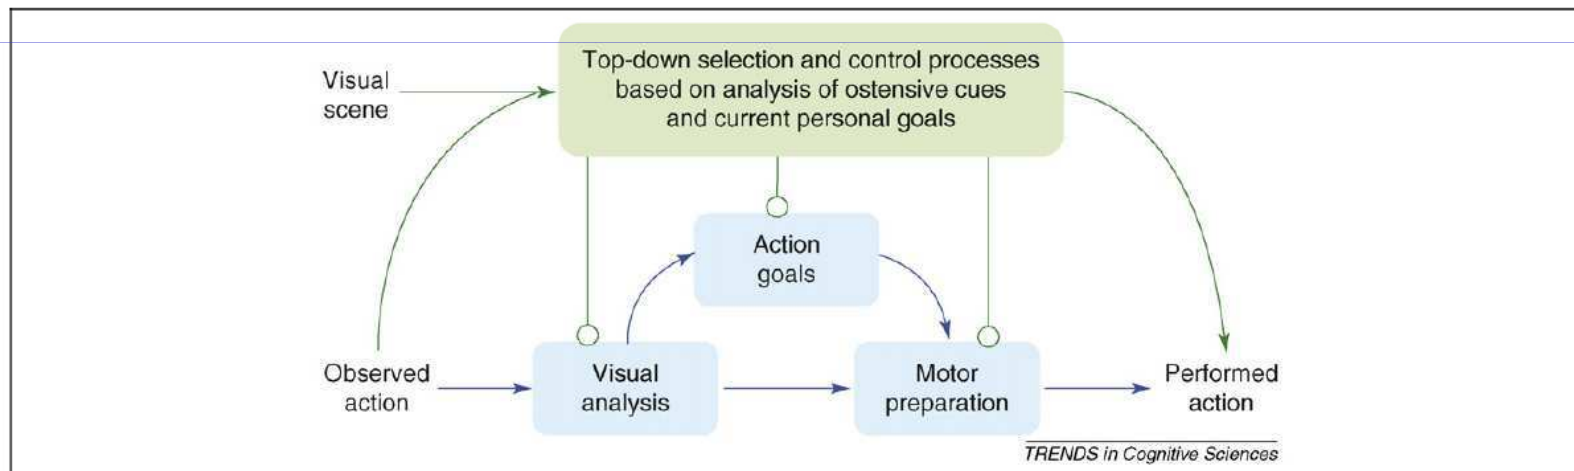 Top-down selection and control processes
based on analysis of ostensive cues
and current personal goals
Visual
scene
Action
goals
Observed
action
Visual
analysis
Motor
preparation
Performed
action
TRENDS in Cognitive Sciences